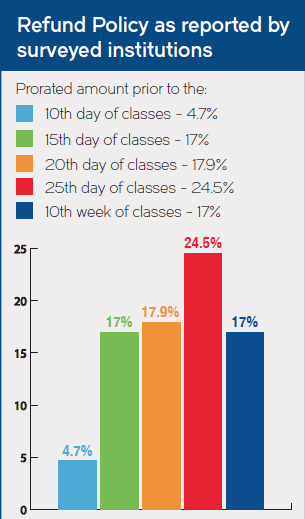 Refund Policy as reported by
surveyed institutions
Prorated amount prior to the:
10th day of classes - 4.7%
15th day of classes - 17%
20th day of classes - 17.9%
25th day of classes - 24.5%
10th week of classes - 17%
25
20
15
10
5
0
4.7%
17%
17.9%
24.5%
17%